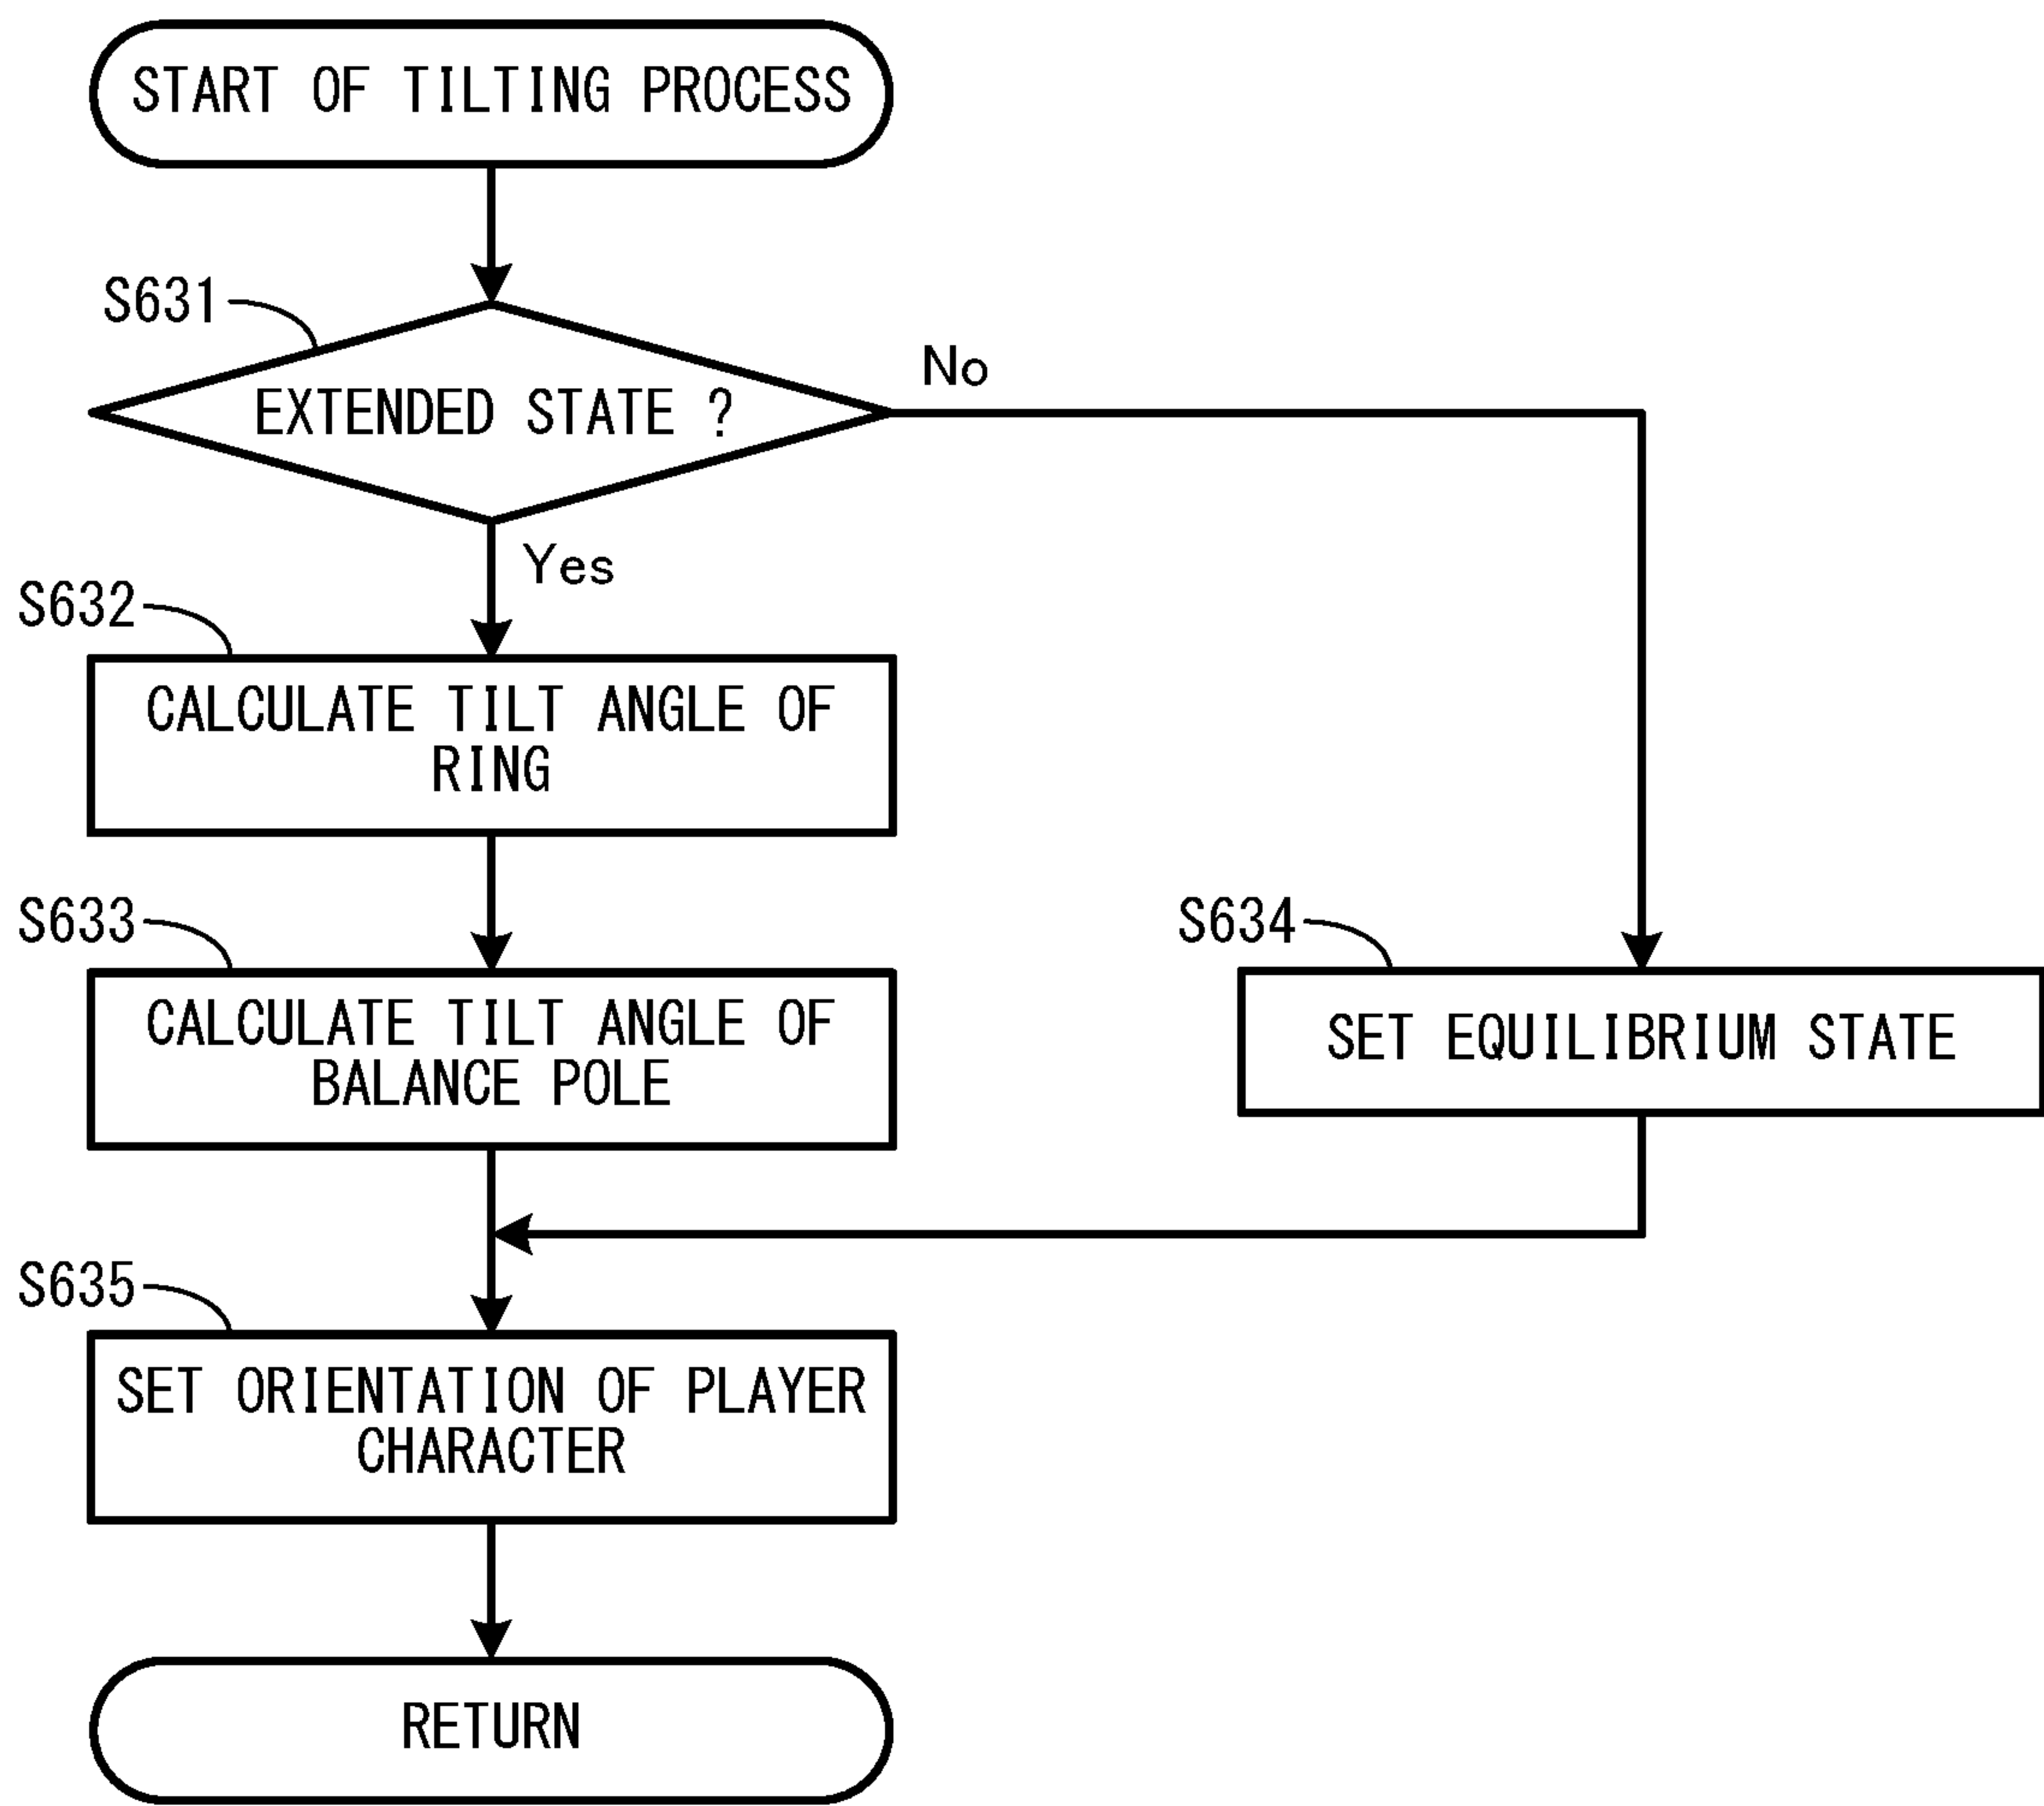 START OF TILTING PROCESS
S631
EXTENDED STATE ?
No
Yes
S632
CALCULATE TILT ANGLE OF
RING
S633
CALCULATE TILT ANGLE OF
BALANCE POLE
S634
SET EQUILIBRIUM STATE
S635
SET ORIENTATION OF PLAYER
CHARACTER
RETURN